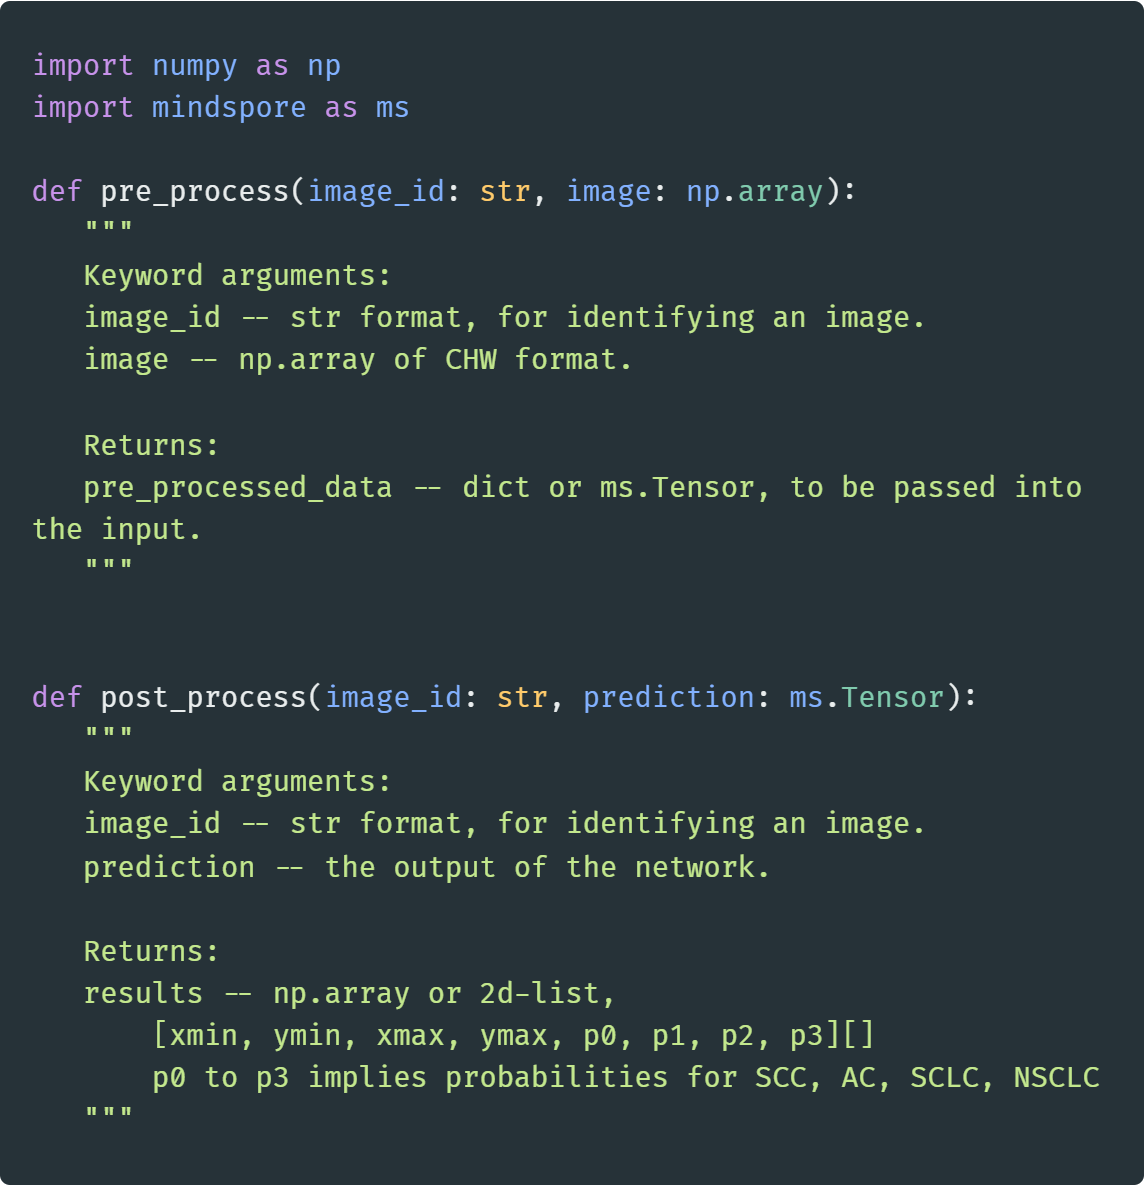 import numpy as np
import mindspore as ms
def pre_process(image_id: str, image: np.array):
"""
Keyword arguments:
image_id -- str format, for identifying an image.
image -- np.array of CHW format.
Returns:
pre_processed_data -- dict or ms.Tensor, to be passed into
the input.
"""
def post_process(image_id: str, prediction: ms.Tensor):
"""
Keyword arguments:
image_id -- str format, for identifying an image.
prediction -- the output of the network.
Returns:
results -- np.array or 2d-list,
[xmin, ymin, xmax, ymax, p0, p1, p2, p3][]
p0 to p3 implies probabilities for SCC, AC, SCLC, NSCLC
"""